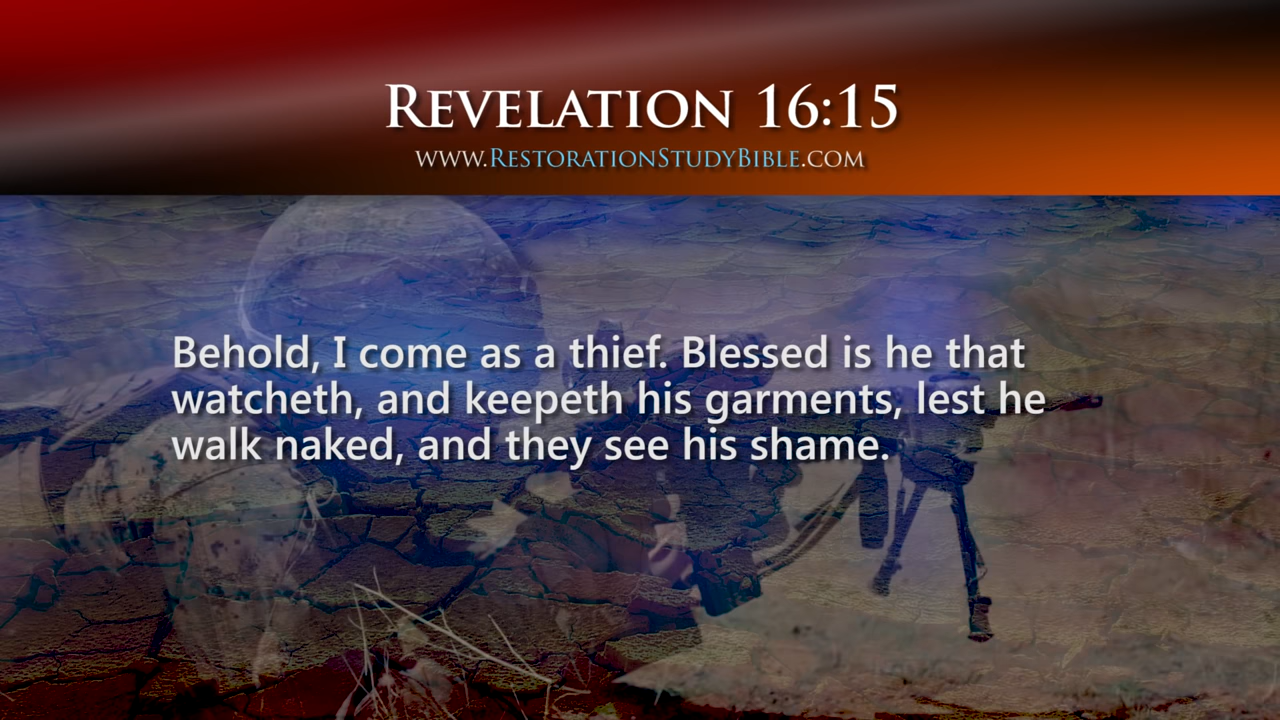 Revelation 16:15
www.RestorationStudyBible.com
Behold, I come as a thief. Blessed is he that
watcheth, and keepeth his garments, lest he
walk naked, and they see his shame.